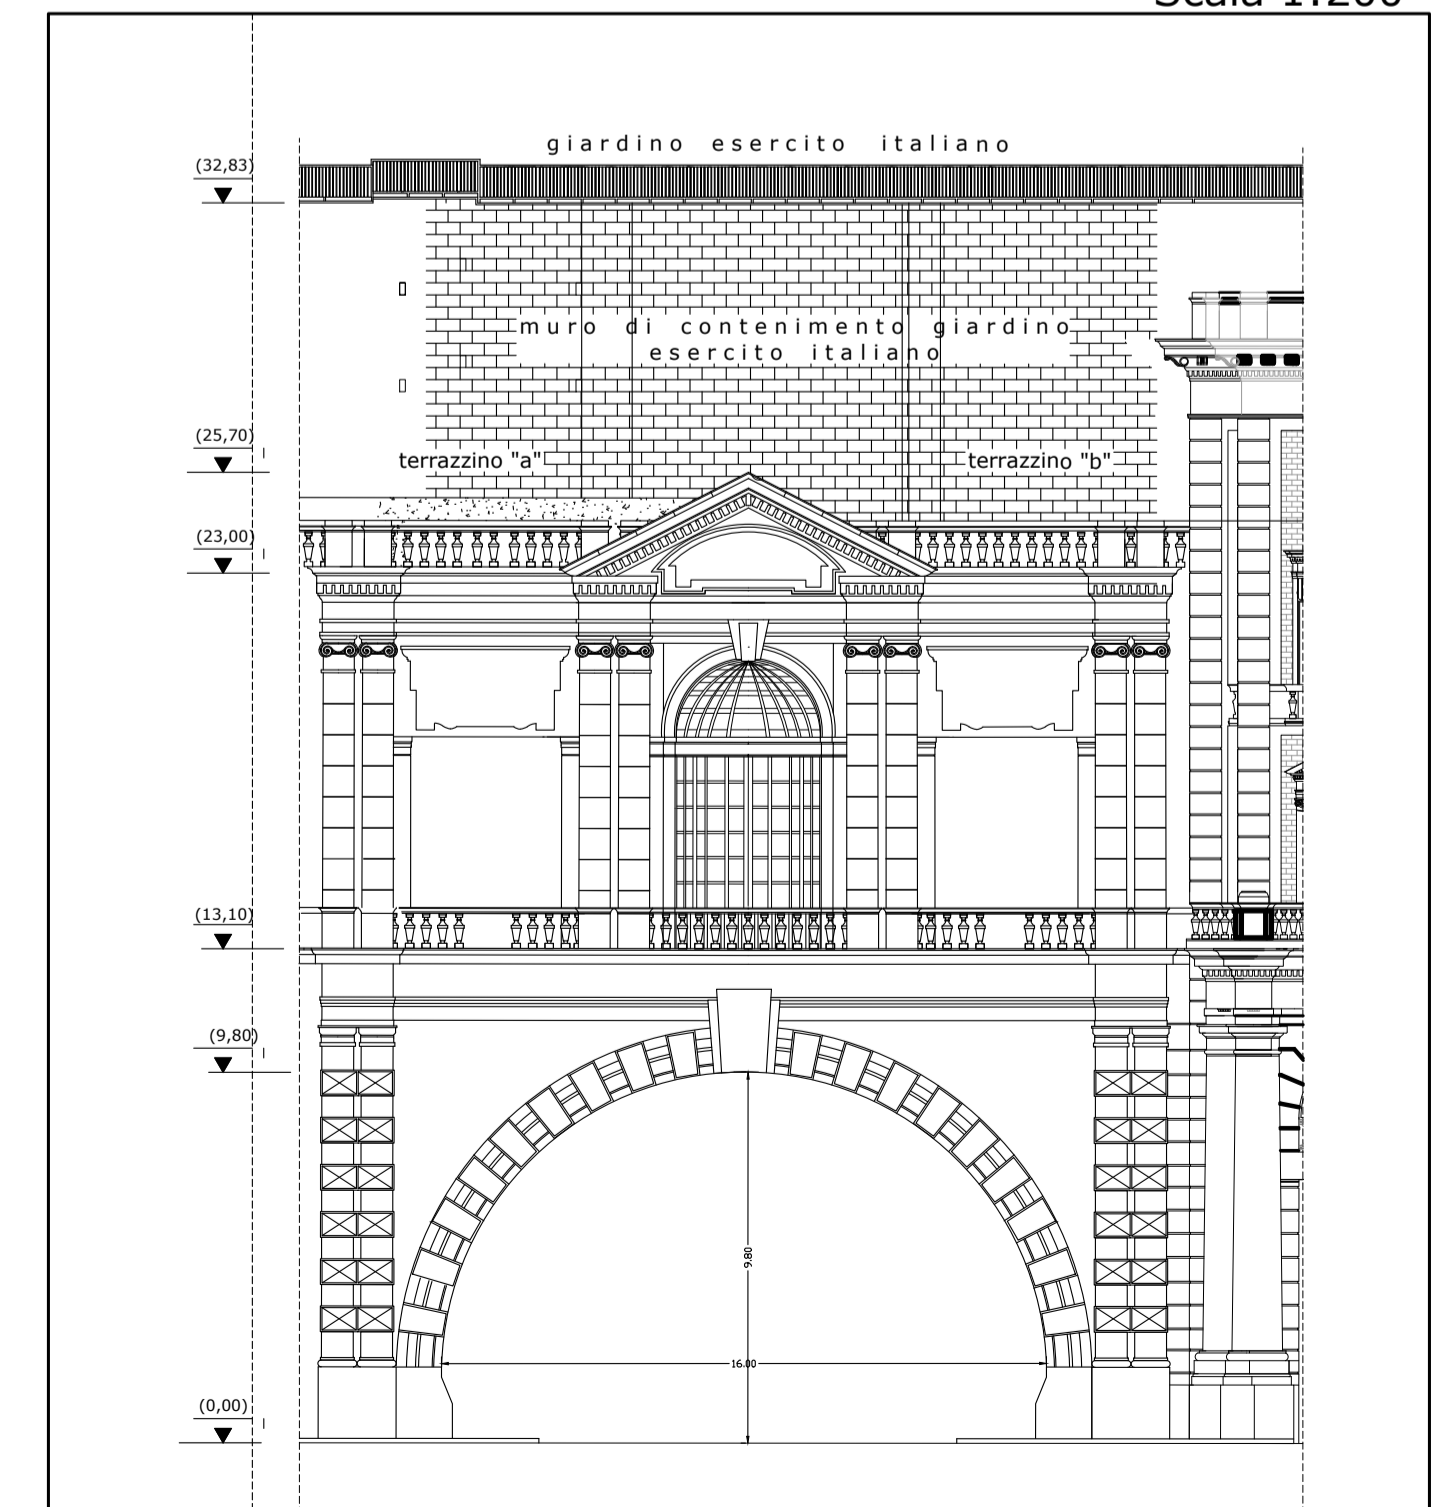 Scala 1:200
giardino esercito italiano
(32,83)
muro di contenimento giardino
esercito italiano
(25,70)
terrazzino "a"
terrazzino "b"
(23,00)
(13,10)
(9,80)
9.80
16.00
(0,00)